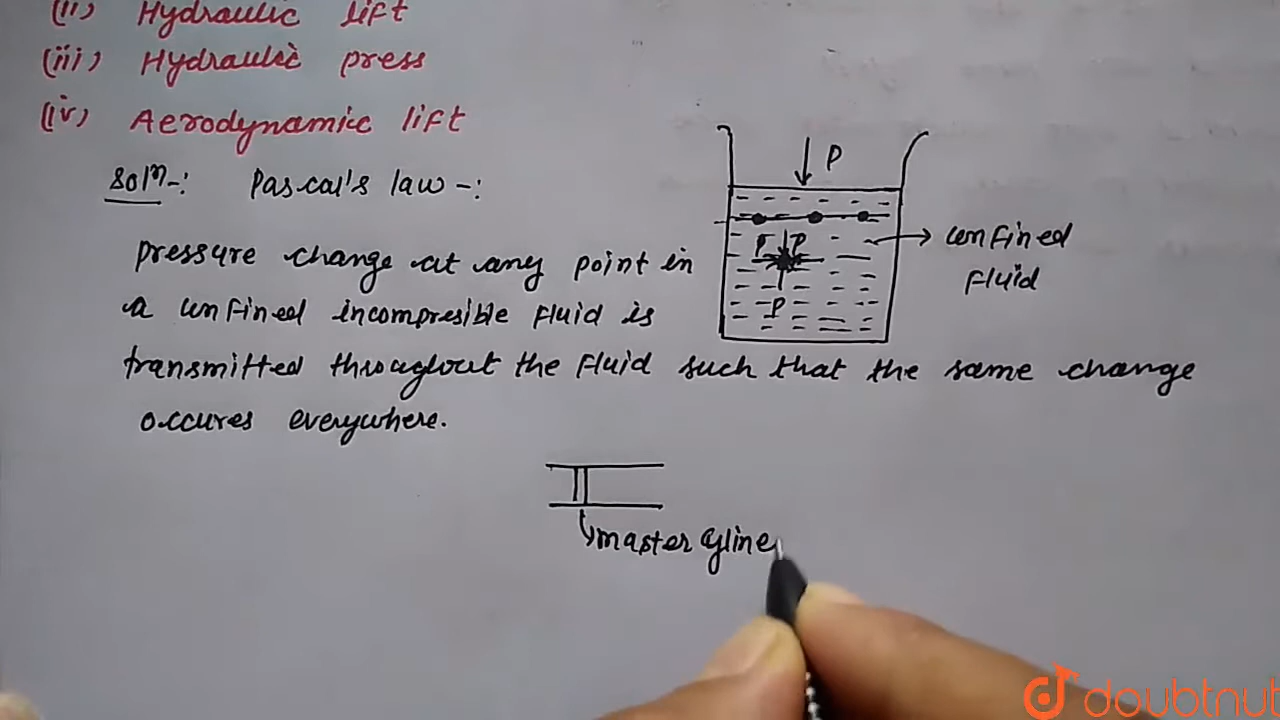 (ii) Hydraulic lift
(iii) Hydraulic press
(iv) Aerodynamic lift
Solⁿ-: Pascal's law -:
P
pressure change at any point in
a confined incompresible fluid is
transmitted throughout the fluid such that the same change
occures everywhere.
P P
P
confined
fluid
master cyline
doubtnut